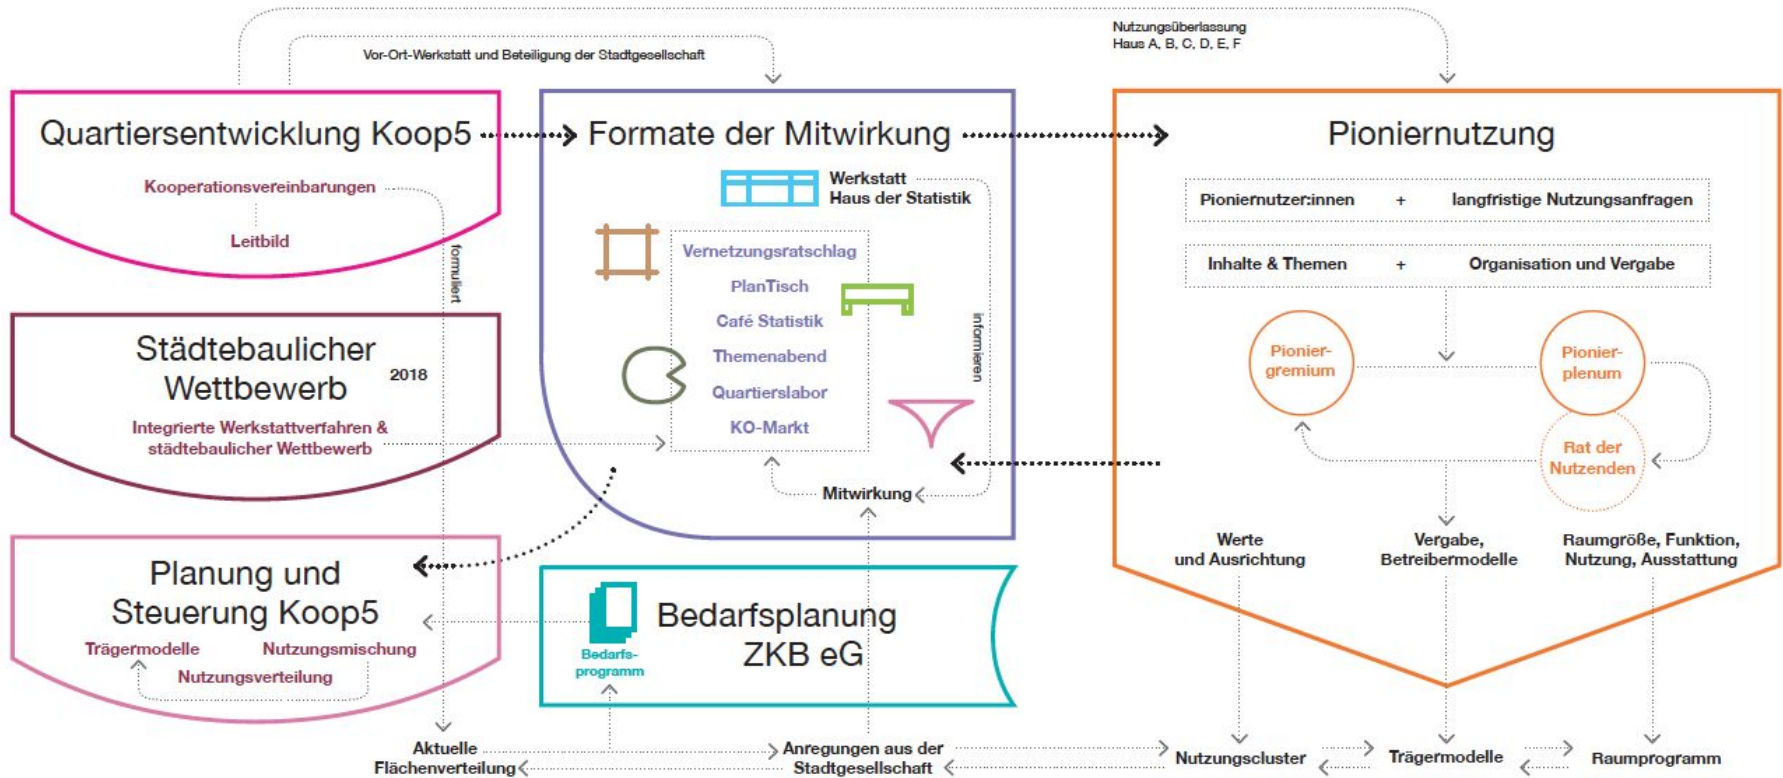 Nutzungsüberlassung
Haus A, B, C, D, E, F
Vor-Ort-Werkstatt und Beteiligung der Stadtgesellschaft
Quartiersentwicklung Koop5
Kooperationsvereinbarungen
Leitbild
formuliert
Städtebaulicher
Wettbewerb
2018
Integrierte Werkstattverfahren &
städtebaulicher Wettbewerb
Planung und
Steuerung Koop5
Trägermodelle
Nutzungsmischung
Nutzungsverteilung
Formate der Mitwirkung
Werkstatt
Haus der Statistik
Vernetzungsratschlag
PlanTisch
Café Statistik
Themenabend
Quartierslabor
KO-Markt
informieren
Mitwirkung
Bedarfsplanung
ZKB eG
Bedarfs-
programm
Pioniernutzung
Pioniernutzer:innen + langfristige Nutzungsanfragen
Inhalte & Themen + Organisation und Vergabe
Pionier-
gremium
Pionier-
plenum
Rat der
Nutzenden
Werte
und Ausrichtung
Vergabe,
Betreibermodelle
Raumgröße, Funktion,
Nutzung, Ausstattung
Aktuelle
Flächenverteilung
Anregungen aus der
Stadtgesellschaft
Nutzungscluster
Trägermodelle
Raumprogramm